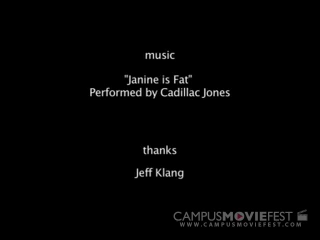 music
"Janine is Fat"
Performed by Cadillac Jones
thanks
Jeff Klang
CAMPUSMOVIEFEST
WWW.CAMPUSMOVIEFEST.COM